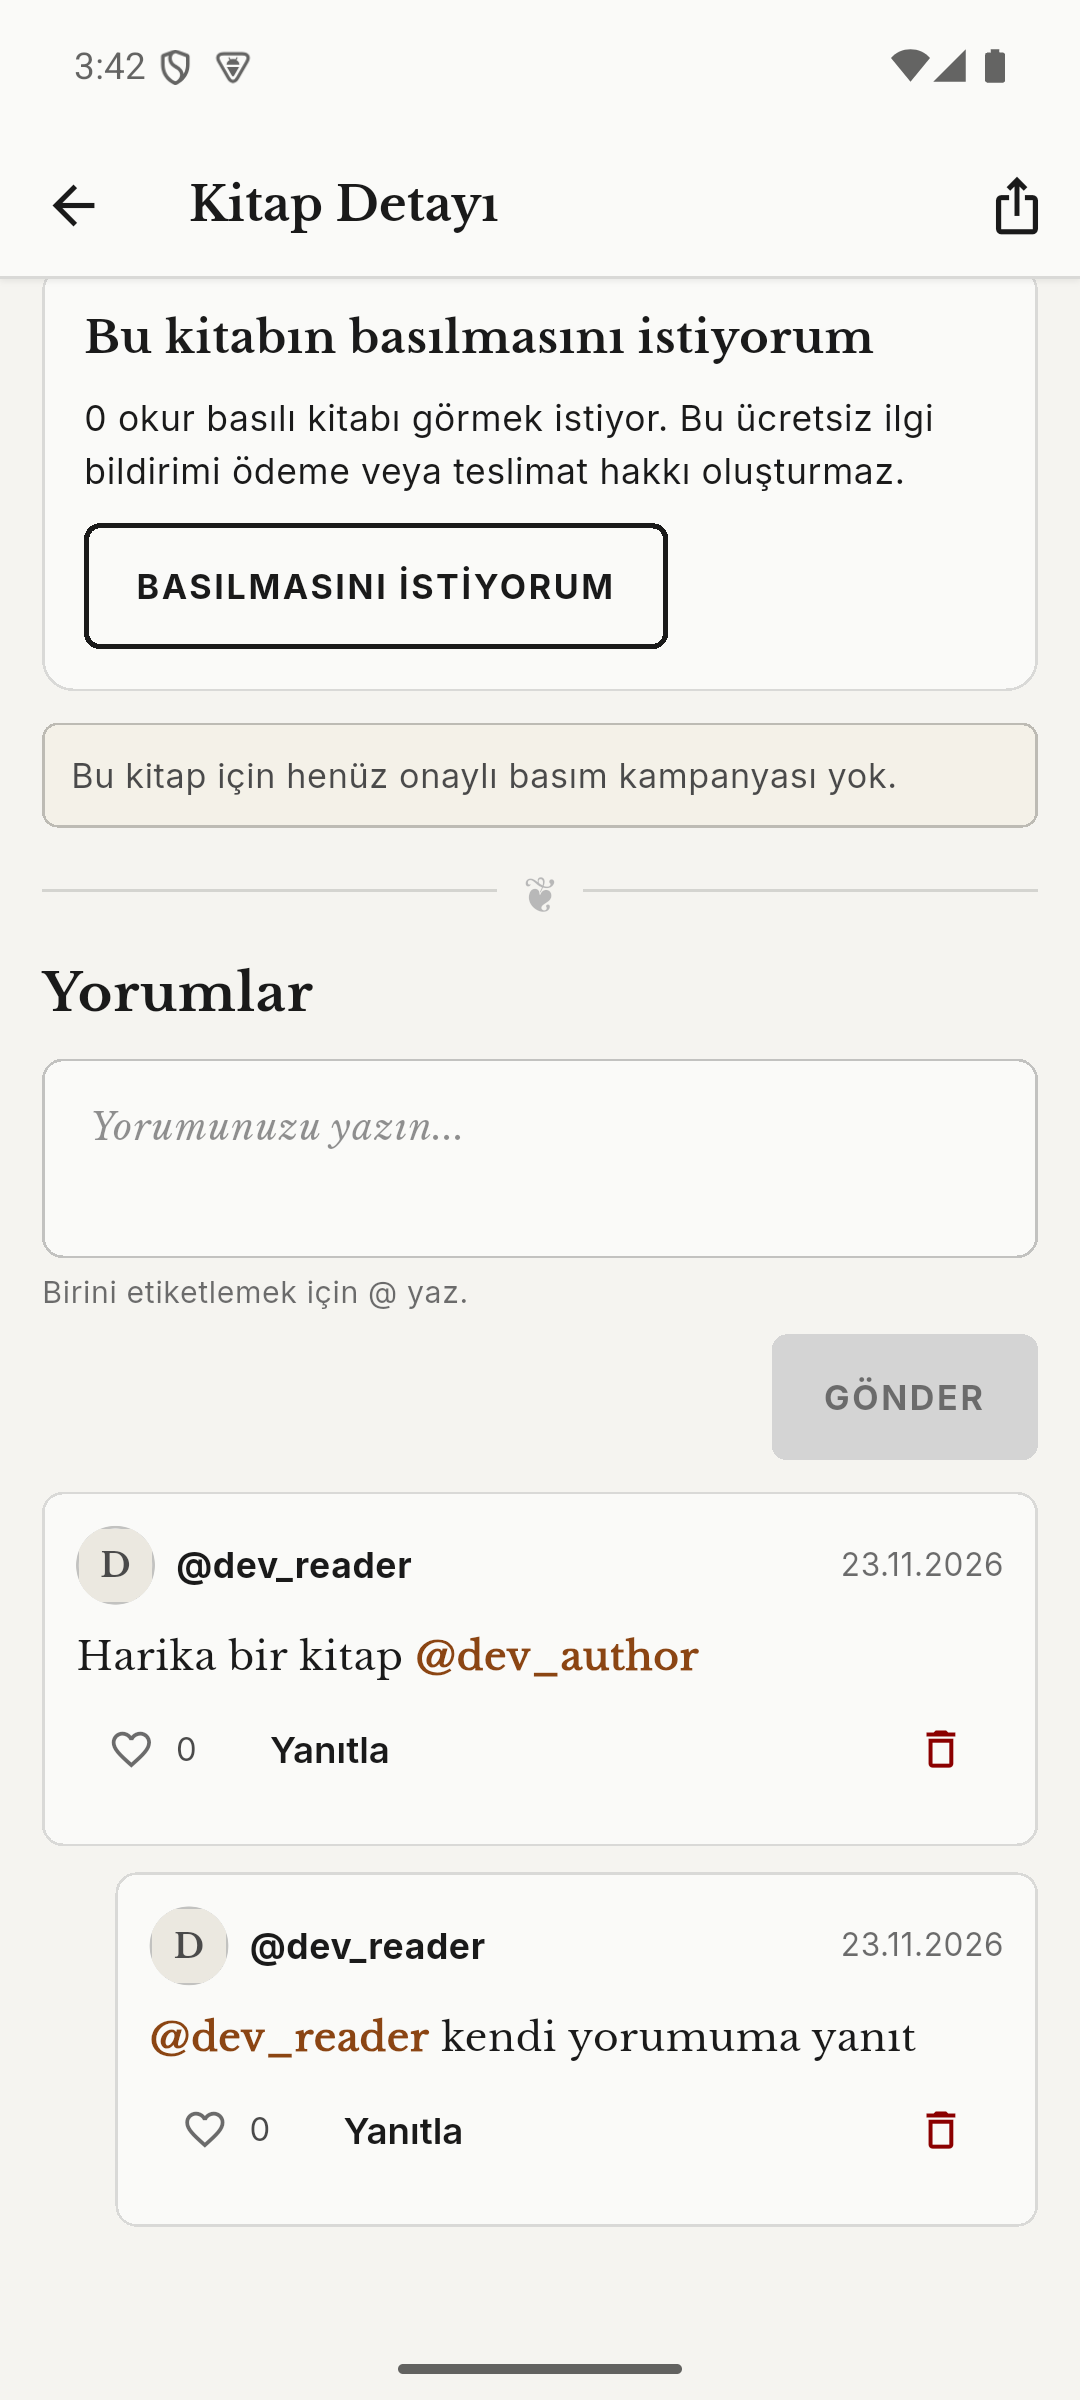 3:42
Kitap Detayı
Bu kitabın basılmasını istiyorum
0 okur basılı kitabı görmek istiyor. Bu ücretsiz ilgi
bildirimi ödeme veya teslimat hakkı oluşturmaz.
BASILMASINI İSTİYORUM
Bu kitap için henüz onaylı basım kampanyası yok.
Yorumlar
Yorumunuzu yazın...
Birini etiketlemek için @ yaz.
GÖNDER
D @dev_reader 23.11.2026
Harika bir kitap @dev_author
0 Yanıtla
D @dev_reader 23.11.2026
@dev_reader kendi yorumuma yanıt
0 Yanıtla